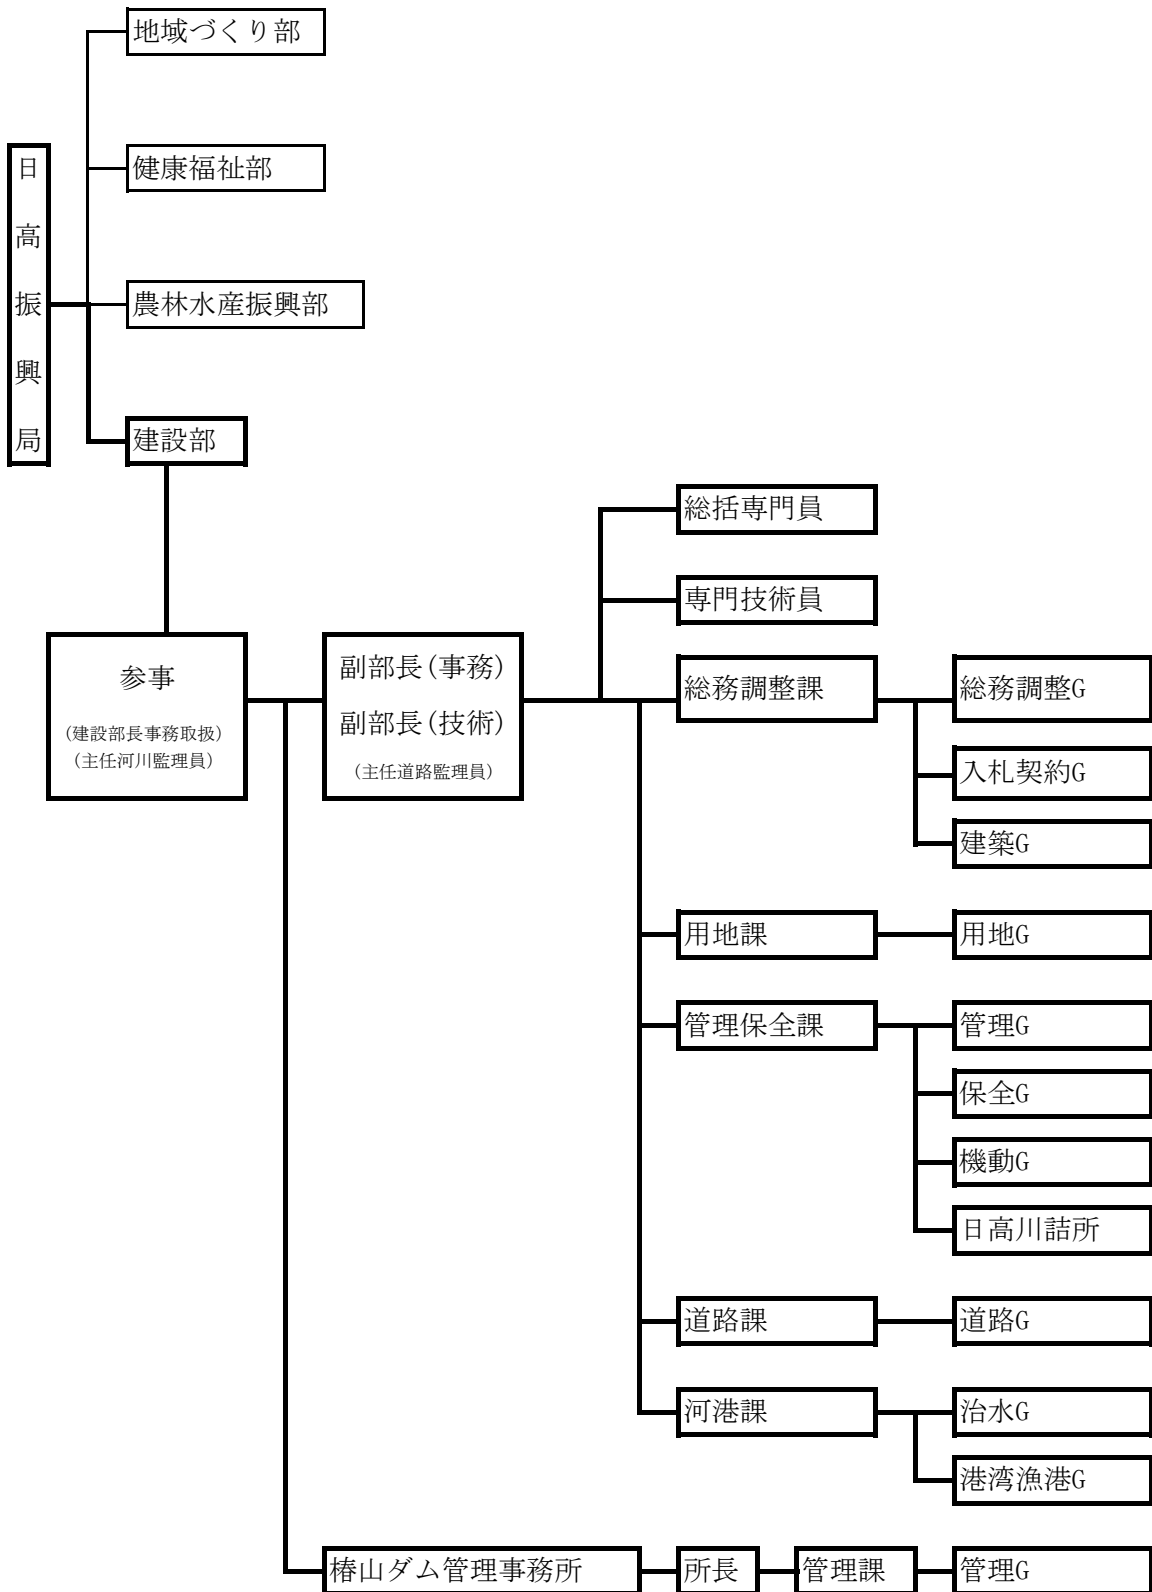 地域づくり部
健康福祉部
日高振興局
農林水産振興部
建設部
総括専門員
専門技術員
参事
(建設部長事務取扱)
(主任河川監理員)
副部長(事務)
副部長(技術)
(主任道路監理員)
総務調整課
総務調整G
入札契約G
建築G
用地課
用地G
管理保全課
管理G
保全G
機動G
日高川詰所
道路課
道路G
河港課
治水G
港湾漁港G
椿山ダム管理事務所
所長
管理課
管理G